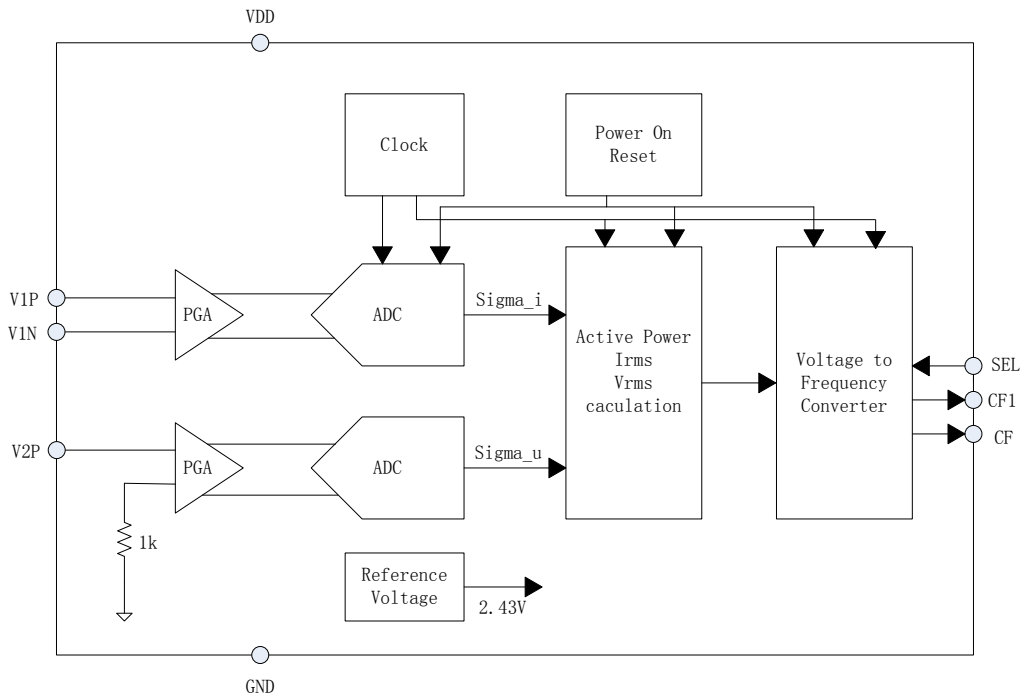 VDD
Clock
Power On
Reset
V1P
V1N
PGA
ADC
Sigma_i
Active Power
Irms
Vrms
caculation
Voltage to
Frequency
Converter
SEL
CF1
CF
V2P
PGA
ADC
Sigma_u
1k
Reference
Voltage
2.43V
GND